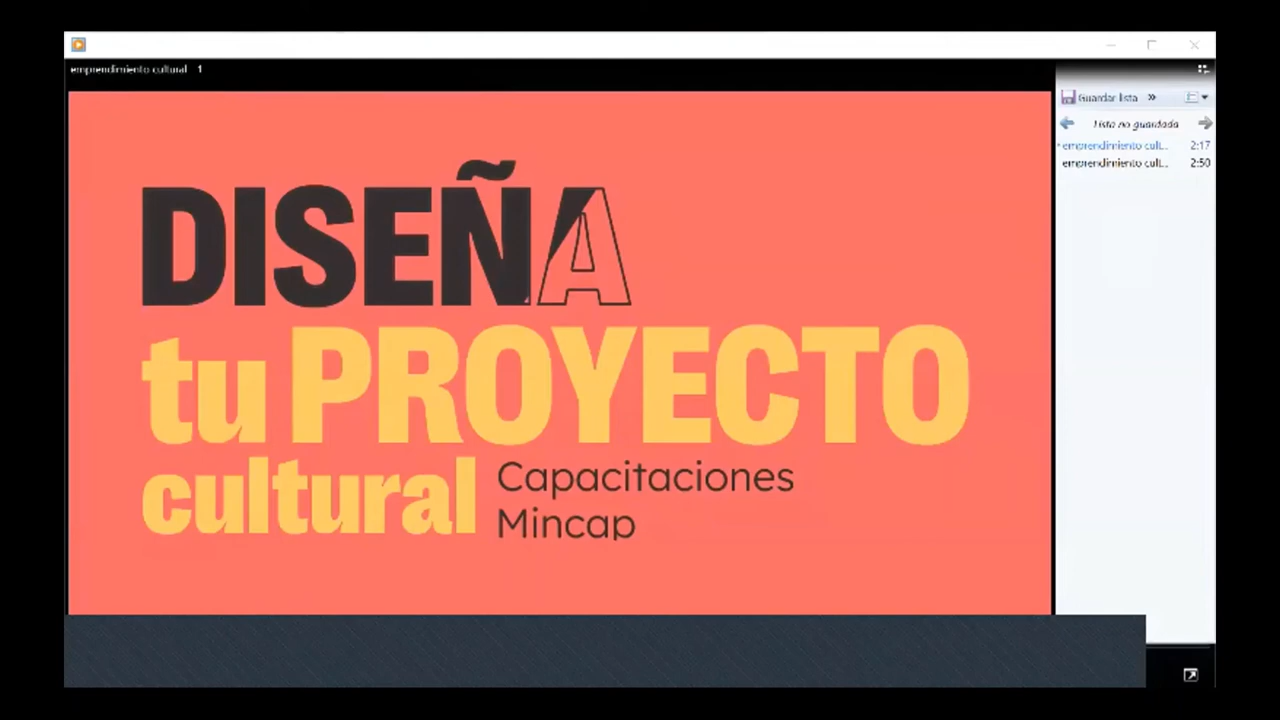 emprendimiento cultural 1
Guardar lista »
Lista no guardada
emprendimiento cult... 2:17
emprendimiento cult... 2:50
DISEÑA
tu PROYECTO
cultural Capacitaciones
Mincap